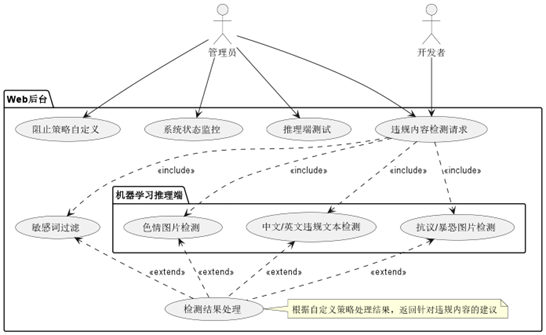 管理员
开发者
Web后台
阻止策略自定义
系统状态监控
推理端测试
违规内容检测请求
«include»
«include»
«include»
«include»
机器学习推理端
敏感词过滤
色情图片检测
中文/英文违规文本检测
抗议/暴恐图片检测
«extend»
«extend»
«extend»
«extend»
检测结果处理
根据自定义策略处理结果，返回针对违规内容的建议